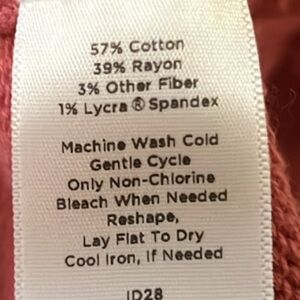 57% Cotton
39% Rayon
3% Other Fiber
1% Lycra ® Spandex
Machine Wash Cold
Gentle Cycle
Only Non-Chlorine
Bleach When Needed
Reshape,
Lay Flat To Dry
Cool Iron, If Needed
ID28